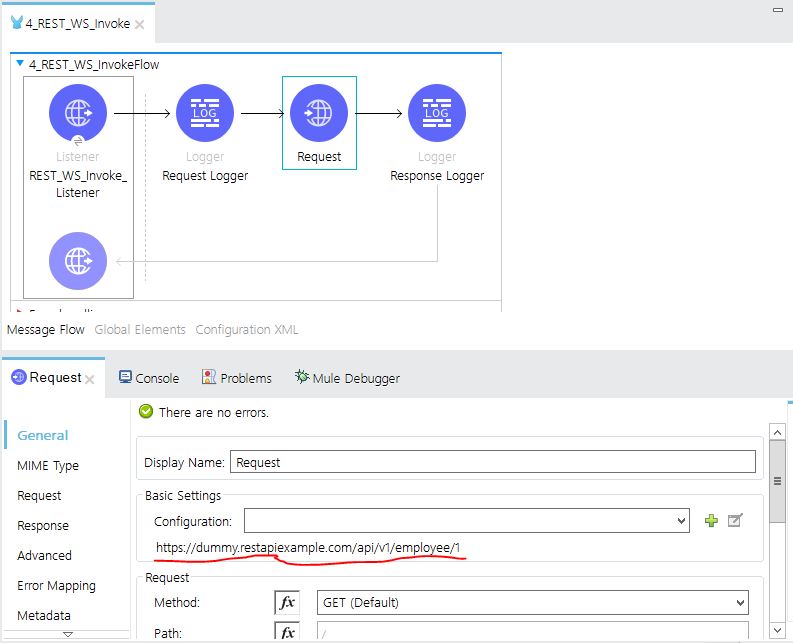 4_REST_WS_Invoke
4_REST_WS_InvokeFlow
LOG
LOG
Listener
REST_WS_Invoke_
Listener
Logger
Request Logger
Request
Logger
Response Logger
Message Flow Global Elements Configuration XML
Request Console Problems Mule Debugger
There are no errors.
General
MIME Type
Request
Response
Advanced
Error Mapping
Metadata
Display Name: Request
Basic Settings
Configuration:
https://dummy.restapiexample.com/api/v1/employee/1
Request
Method: fx GET (Default)
Path: fx /